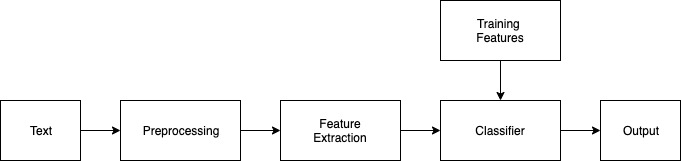 Training
Features
Text
Preprocessing
Feature
Extraction
Classifier
Output